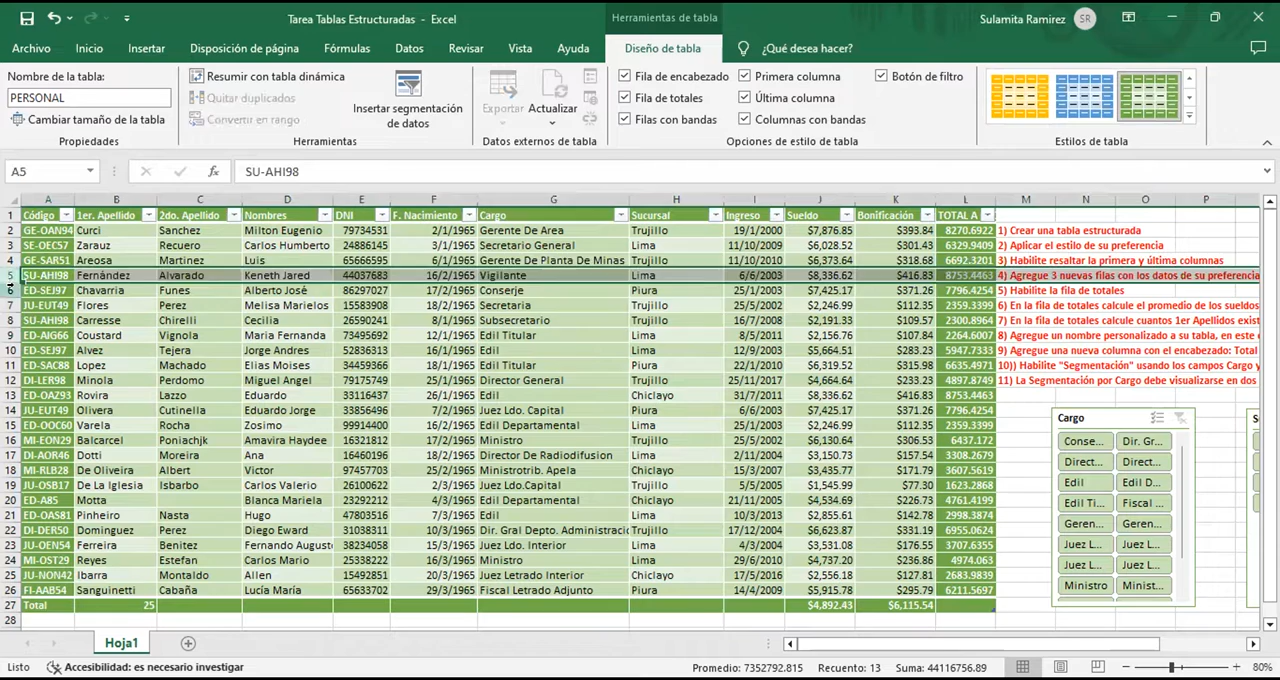 Tarea Tablas Estructuradas - Excel
Herramientas de tabla
Sulamita Ramirez SR
Archivo Inicio Insertar Disposición de página Fórmulas Datos Revisar Vista Ayuda Diseño de tabla ¿Qué desea hacer?
Nombre de la tabla:
PERSONAL
Cambiar tamaño de la tabla
Propiedades
Resumir con tabla dinámica
Quitar duplicados
Convertir en rango
Insertar segmentación de datos
Herramientas
Exportar Actualizar
Datos externos de tabla
Fila de encabezado Primera columna Botón de filtro
Fila de totales Última columna
Filas con bandas Columnas con bandas
Opciones de estilo de tabla
Estilos de tabla
A5 fx SU-AHI98
A B C D E F G H I J K L M N O P
1 Código 1er. Apellido 2do. Apellido Nombres DNI F. Nacimiento Cargo Sucursal Ingreso Sueldo Bonificación TOTAL A
2 GE-OAN94 Curci Sanchez Milton Eugenio 79734531 2/1/1965 Gerente De Area Trujillo 19/1/2000 $7,876.85 $393.84 8270.6922 1) Crear una tabla estructurada
3 SE-OEC57 Zarauz Recuero Carlos Humberto 24886145 3/1/1965 Secretario General Lima 11/10/2009 $6,028.52 $301.43 6329.9409 2) Aplicar el estilo de su preferencia
4 GE-SAR51 Areosa Martinez Luis 65666595 6/1/1965 Gerente De Planta De Minas Trujillo 11/10/2010 $6,373.64 $318.68 6692.3201 3) Habilite resaltar la primera y última columnas
5 SU-AHI98 Fernández Alvarado Keneth Jared 44037683 16/2/1965 Vigilante Lima 6/6/2003 $8,336.62 $416.83 8753.4463 4) Agregue 3 nuevas filas con los datos de su preferencia
6 ED-SEJ97 Chavarria Funes Alberto José 86297027 17/2/1965 Conserje Piura 21/2/2003 $7,425.17 $371.26 7796.4254 5) Habilite la fila de totales
7 JU-EUT49 Flores Perez Melisa Marielos 15583908 18/2/1965 Secretaria Trujillo 25/2/2002 $2,246.99 $112.35 2359.3399 6) En la fila de totales calcule el promedio de los sueldos
8 SU-AHI98 Carresse Chirelli Cecilia 26590241 8/1/1965 Subsecretario Trujillo 16/7/2008 $2,191.33 $109.57 2300.8964 7) En la fila de totales calcule cuantos 1er Apellidos exist
9 ED-AIG66 Coustard Vignola Maria Fernanda 73495692 12/1/1965 Edil Titular Trujillo 8/5/2011 $2,156.76 $107.84 2264.6007 8) Agregue un nombre personalizado a su tabla, en este
10 ED-SEJ97 Alvez Tejera Jorge Andres 52836313 16/1/1965 Edil Lima 12/9/2003 $5,664.51 $283.23 5947.7333 9) Agregue una nueva columna con el encabezado: Total
11 ED-SAC88 Lopez Machado Elias Moises 34459366 18/1/1965 Edil Titular Piura 22/1/2010 $6,319.52 $315.98 6635.4971 10)) Habilite "Segmentación" usando los campos Cargo y
12 DI-LER98 Minola Perdomo Miguel Angel 79175749 25/1/1965 Director General Trujillo 25/11/2017 $4,664.64 $233.23 4897.8749 11) La Segmentación por Cargo debe visualizarse en dos
13 ED-OAZ93 Rovira Lazzo Eduardo 33116437 26/1/1965 Edil Chiclayo 31/7/2011 $8,336.62 $416.83 8753.4463
14 JU-EUT49 Olivera Cutinella Eduardo Jorge 33856496 7/2/1965 Juez Ldo. Capital Piura 6/6/2003 $7,425.17 $371.26 7796.4254
15 ED-OOC60 Varela Rocha Zosimo 99914400 16/2/1965 Edil Departamental Lima 25/1/2003 $2,246.99 $112.35 2359.3399
16 MI-EON29 Balcarcel Poniachjk Amavira Haydee 16321812 17/2/1965 Ministro Trujillo 25/5/2002 $6,130.64 $306.53 6437.172
17 DI-AOR46 Dotti Moreira Ana 16460190 18/2/1965 Director De Radiodifusion Lima 2/11/2004 $3,150.73 $157.54 3308.2679
18 MI-RLB28 De Oliveira Albert Victor 97457703 25/2/1965 Ministrotrib. Apela Chiclayo 15/7/2003 $3,435.77 $171.79 3607.5619
19 JU-OSB17 De La Iglesia Isbarbo Carlos Valerio 26100622 2/3/1965 Juez Ldo.Capital Trujillo 5/5/2005 $1,545.99 $77.30 1623.2868
20 ED-A85 Motta Blanca Mariela 23292212 4/3/1965 Edil Departamental Chiclayo 21/11/2005 $4,534.69 $226.73 4761.4199
21 ED-OAS81 Pinheiro Nasta Hugo 47803516 7/3/1965 Edil Lima 10/3/2013 $2,855.61 $142.78 2998.3874
22 DI-DER50 Dominguez Perez Diego Eward 31038311 10/3/1965 Dir. Gral Depto. Administració Trujillo 17/12/2004 $6,623.87 $331.19 6955.0624
23 JU-OEN54 Ferreira Benitez Fernando August 38234058 15/3/1965 Juez Ldo. Interior Lima 4/3/2004 $3,531.08 $176.55 3707.6355
24 MI-OST29 Reyes Estefan Carlos Mario 25338222 16/3/1965 Ministro Lima 29/6/2010 $4,737.20 $236.86 4974.063
25 JU-NON42 Ibarra Montaldo Allen 15492851 20/3/1965 Juez Letrado Interior Chiclayo 17/5/2016 $2,556.18 $127.81 2683.9839
26 FI-AAB54 Sanguinetti Cabaña Lucía María 65633702 29/3/1965 Fiscal Letrado Adjunto Piura 14/4/2009 $5,915.78 $295.79 6211.5697
27 Total 25 $4,892.43 $6,115.54
28
Cargo S
Conse... Dir. Gr...
Direct... Direct...
Edil Edil D...
Edil Ti... Fiscal ...
Geren... Geren...
Juez L... Juez L...
Juez L... Juez L...
Ministro Minist...
Hoja1
Listo Accesibilidad: es necesario investigar Promedio: 7352792.815 Recuento: 13 Suma: 44116756.89 80%